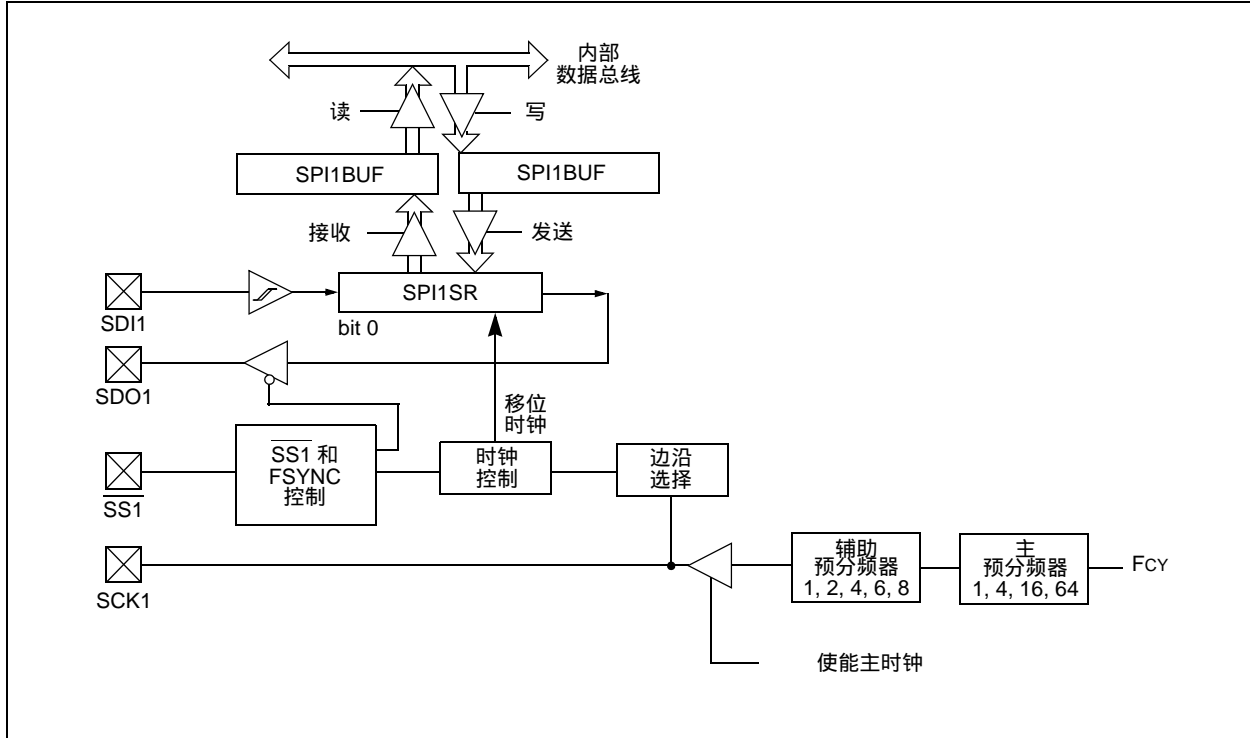 内部
数据总线
读
写
SPI1BUF
SPI1BUF
接收
发送
SPI1SR
SDI1
bit 0
SDO1
移位
时钟
SS1 和
FSYNC
控制
时钟
控制
边沿
选择
SS1
辅助
预分频器
1, 2, 4, 6, 8
主
预分频器
1, 4, 16, 64
FCY
SCK1
使能主时钟